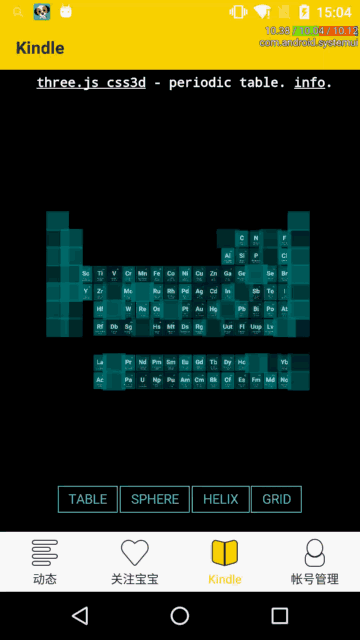 15:04
Kindle
three.js css3d - periodic table. info.
C N F
Al Si P Cl
Sc Ti V Cr Mn Fe Co Ni Cu Zn Ga Ge Se Br
Y Zr Mo Ru Rh Pd Ag Cd In Sb Te I
Hf W Re Os Pt Au Hg Pb Bi Po At
Rf Db Sg Hs Mt Ds Rg Uut Fl Uup Lv
La Pr Nd Pm Sm Eu Gd Tb Dy Ho Yb
Ac Pa U Np Pu Am Cm Bk Cf Es Fm Md No
TABLE SPHERE HELIX GRID
动态 关注宝宝 Kindle 帐号管理